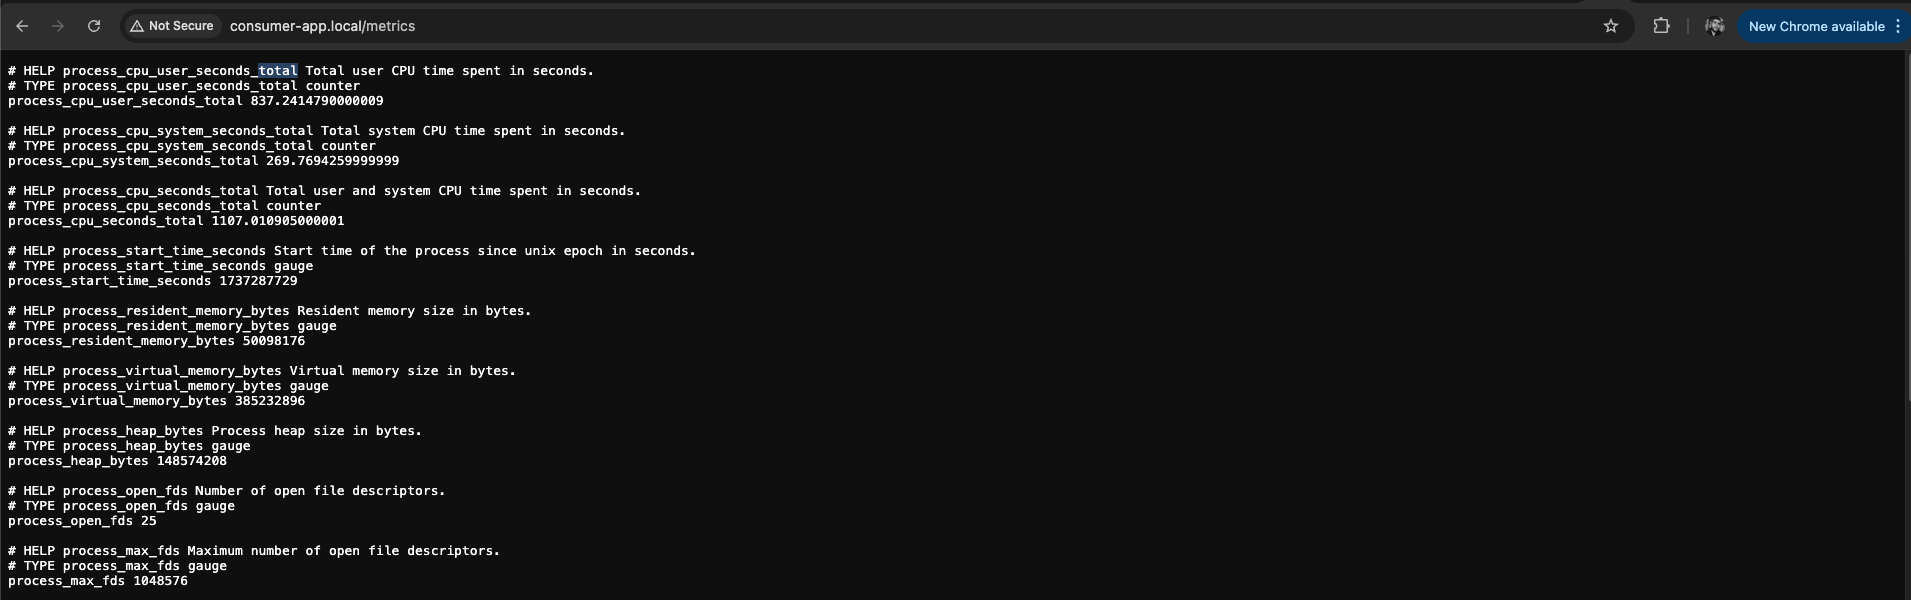 Not Secure consumer-app.local/metrics New Chrome available
# HELP process_cpu_user_seconds_total Total user CPU time spent in seconds.
# TYPE process_cpu_user_seconds_total counter
process_cpu_user_seconds_total 837.2414790000009
# HELP process_cpu_system_seconds_total Total system CPU time spent in seconds.
# TYPE process_cpu_system_seconds_total counter
process_cpu_system_seconds_total 269.7694259999999
# HELP process_cpu_seconds_total Total user and system CPU time spent in seconds.
# TYPE process_cpu_seconds_total counter
process_cpu_seconds_total 1107.010905000001
# HELP process_start_time_seconds Start time of the process since unix epoch in seconds.
# TYPE process_start_time_seconds gauge
process_start_time_seconds 1737287729
# HELP process_resident_memory_bytes Resident memory size in bytes.
# TYPE process_resident_memory_bytes gauge
process_resident_memory_bytes 50098176
# HELP process_virtual_memory_bytes Virtual memory size in bytes.
# TYPE process_virtual_memory_bytes gauge
process_virtual_memory_bytes 385232896
# HELP process_heap_bytes Process heap size in bytes.
# TYPE process_heap_bytes gauge
process_heap_bytes 148574208
# HELP process_open_fds Number of open file descriptors.
# TYPE process_open_fds gauge
process_open_fds 25
# HELP process_max_fds Maximum number of open file descriptors.
# TYPE process_max_fds gauge
process_max_fds 1048576